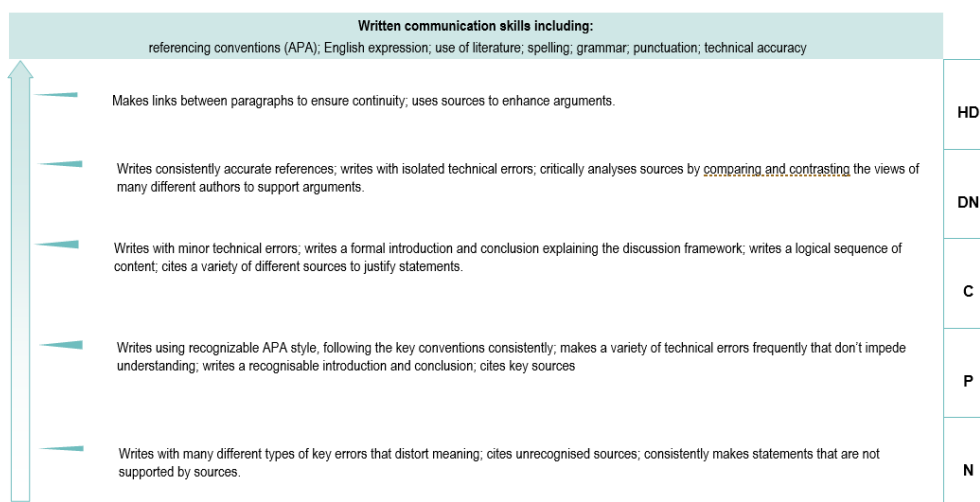 Written communication skills including:
referencing conventions (APA); English expression; use of literature; spelling; grammar; punctuation; technical accuracy
Makes links between paragraphs to ensure continuity; uses sources to enhance arguments.
HD
Writes consistently accurate references; writes with isolated technical errors; critically analyses sources by comparing and contrasting the views of
many different authors to support arguments.
DN
Writes with minor technical errors; writes a formal introduction and conclusion explaining the discussion framework; writes a logical sequence of
content; cites a variety of different sources to justify statements.
C
Writes using recognizable APA style, following the key conventions consistently; makes a variety of technical errors frequently that don't impede
understanding; writes a recognisable introduction and conclusion; cites key sources
P
Writes with many different types of key errors that distort meaning; cites unrecognised sources; consistently makes statements that are not
supported by sources.
N